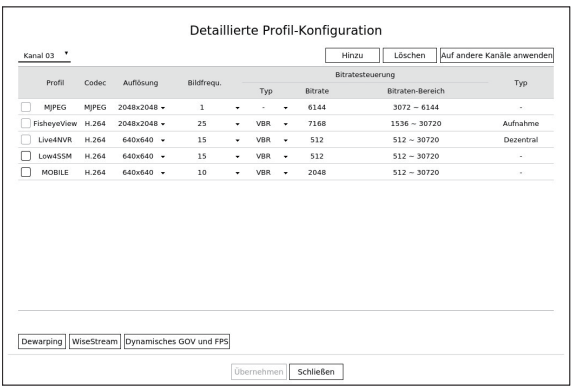 Detaillierte Profil-Konfiguration
Kanal 03 Hinzu Löschen Auf andere Kanäle anwenden
Bitratesteuerung
Profil Codec Auflösung Bildfrequ. Typ
Typ Bitrate Bitraten-Bereich
MJPEG MJPEG 2048x2048 1 - 6144 3072 ~ 6144 -
FisheyeView H.264 2048x2048 25 VBR 7168 1536 ~ 30720 Aufnahme
Live4NVR H.264 640x640 15 VBR 512 512 ~ 30720 Dezentral
Low4SSM H.264 640x640 15 VBR 512 512 ~ 30720 -
MOBILE H.264 640x640 10 VBR 2048 512 ~ 30720 -
Dewarping WiseStream Dynamisches GOV und FPS
Übernehmen Schließen